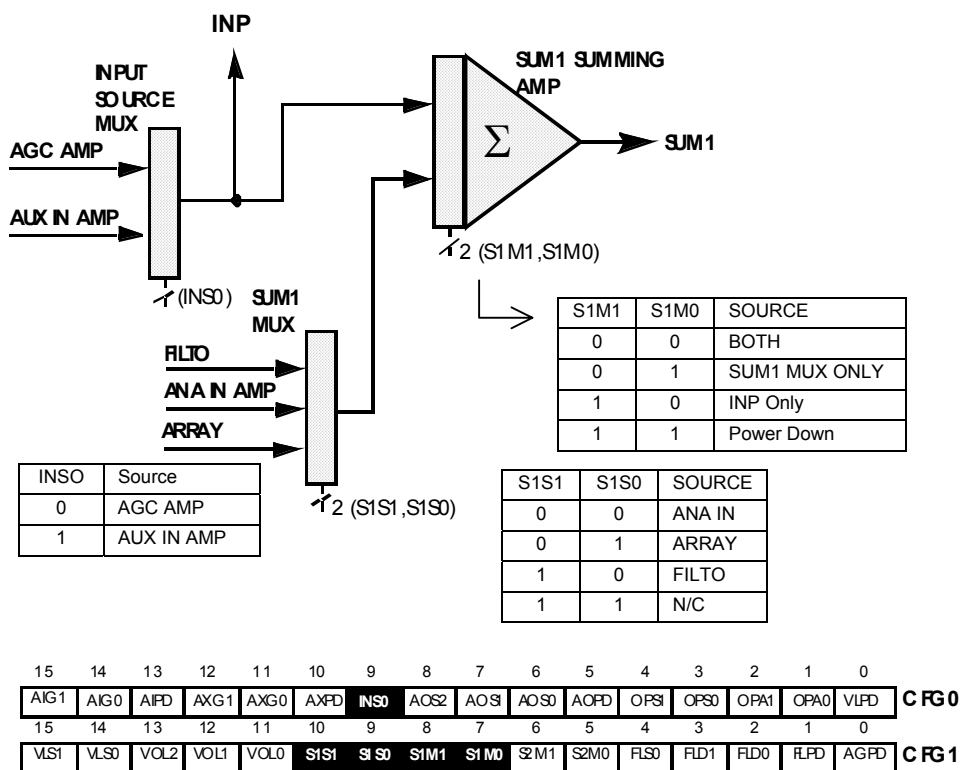 INP
INPUT
SOURCE
MUX
SUM1 SUMMING
AMP
AGC AMP
Σ
SUM1
AUX IN AMP
2 (S1M1,S1M0)
(INS0)
SUM1
MUX
FILTO
ANA IN AMP
ARRAY
2 (S1S1,S1S0)
S1M1 S1M0 SOURCE
0 0 BOTH
0 1 SUM1 MUX ONLY
1 0 INP Only
1 1 Power Down
INSO Source
0 AGC AMP
1 AUX IN AMP
S1S1 S1S0 SOURCE
0 0 ANA IN
0 1 ARRAY
1 0 FILTO
1 1 N/C
15 14 13 12 11 10 9 8 7 6 5 4 3 2 1 0
AIG1 AIG0 AIPD AXG1 AXG0 AXPD INS0 AOS2 AOS1 AOS0 AOPD OPS1 OPS0 OPA1 OPA0 VLPD CFG0
15 14 13 12 11 10 9 8 7 6 5 4 3 2 1 0
VLS1 VLS0 VOL2 VOL1 VOL0 S1S1 S1S0 S1M1 S1M0 S2M1 S2M0 FLS0 FLD1 FLD0 FLPD AGPD CFG1